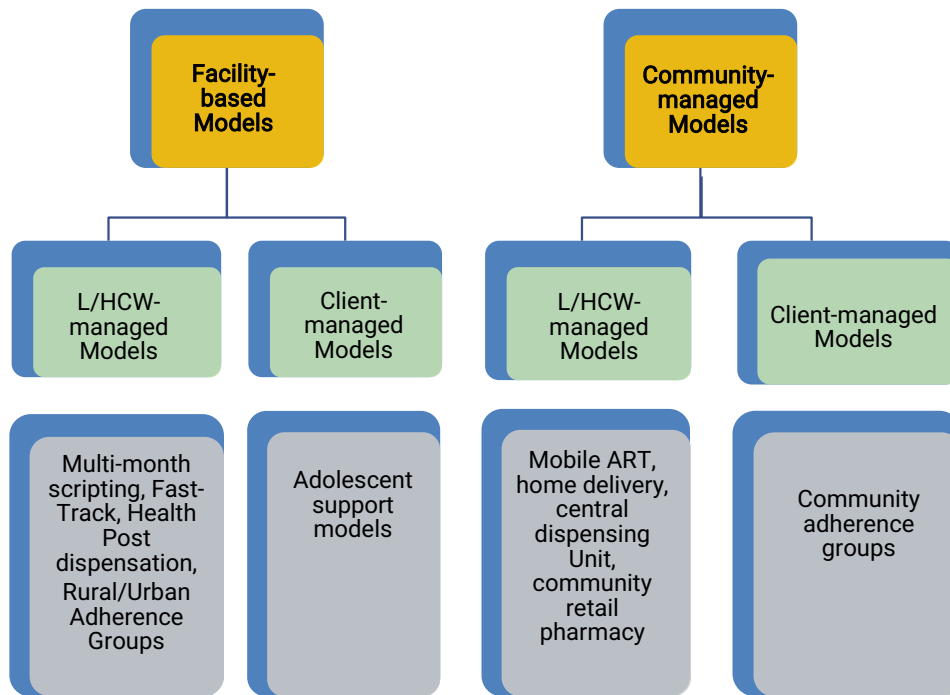 Facility-
based
Models
Community-
managed
Models
L/HCW-
managed
Models
Client-
managed
Models
L/HCW-
managed
Models
Client-managed
Models
Multi-month
scripting, Fast-
Track, Health
Post
dispensation,
Rural/Urban
Adherence
Groups
Adolescent
support
models
Mobile ART,
home delivery,
central
dispensing
Unit,
community
retail
pharmacy
Community
adherence
groups